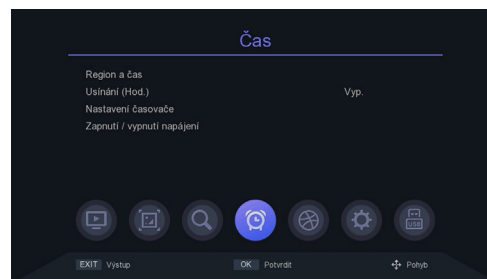 Čas
Region a čas
Usínání (Hod.) Vyp.
Nastavení časovače
Zapnutí / vypnutí napájení
USB
EXIT Výstup OK Potvrdit Pohyb